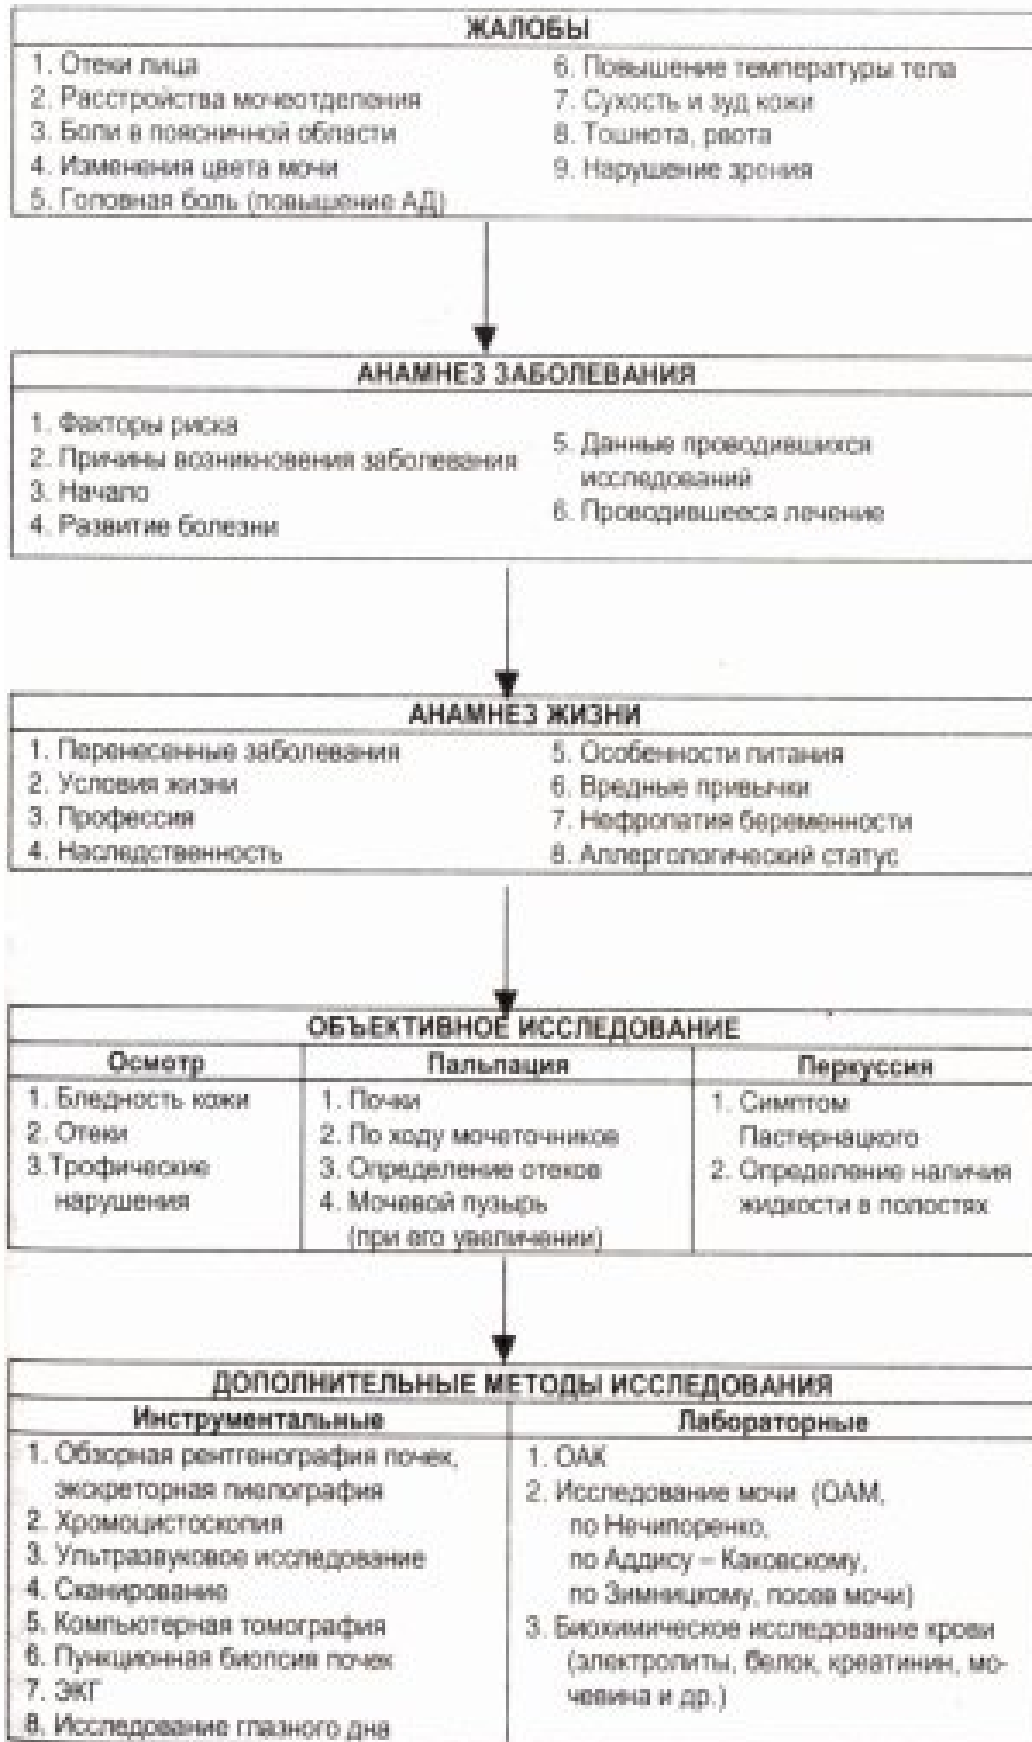 ЖАЛОБЫ
1. Отеки лица
2. Расстройства мочеотделения
3. Боли в поясничной области
4. Изменения цвета мочи
5. Головная боль (повышение АД)
6. Повышение температуры тела
7. Сухость и зуд кожи
8. Тошнота, рвота
9. Нарушение зрения
АНАМНЕЗ ЗАБОЛЕВАНИЯ
1. Факторы риска
2. Причины возникновения заболевания
3. Начало
4. Развитие болезни
5. Данные проводившихся
исследований
6. Проводившееся лечение
АНАМНЕЗ ЖИЗНИ
1. Перенесенные заболевания
2. Условия жизни
3. Профессия
4. Наследственность
5. Особенности питания
6. Вредные привычки
7. Нефропатия беременности
8. Аллергологический статус
ОБЪЕКТИВНОЕ ИССЛЕДОВАНИЕ
Осмотр
1. Бледность кожи
2. Отеки
3.Трофические
нарушения
Пальпация
1. Почки
2. По ходу мочеточников
3. Определение отеков
4. Мочевой пузырь
(при его увеличении)
Перкуссия
1. Симптом
Пастернацкого
2. Определение наличия
жидкости в полостях
ДОПОЛНИТЕЛЬНЫЕ МЕТОДЫ ИССЛЕДОВАНИЯ
Инструментальные
1. Обзорная рентгенография почек,
экскреторная пиелография
2. Хромоцистоскопия
3. Ультразвуковое исследование
4. Сканирование
5. Компьютерная томография
6. Пункционная биопсия почек
7. ЭКГ
8. Исследование глазного дна
Лабораторные
1. ОАК
2. Исследование мочи (ОАМ,
по Нечипоренко,
по Аддису – Каковскому,
по Зимницкому, посев мочи)
3. Биохимическое исследование крови
(электролиты, белок, креатинин, мо-
чевина и др.)